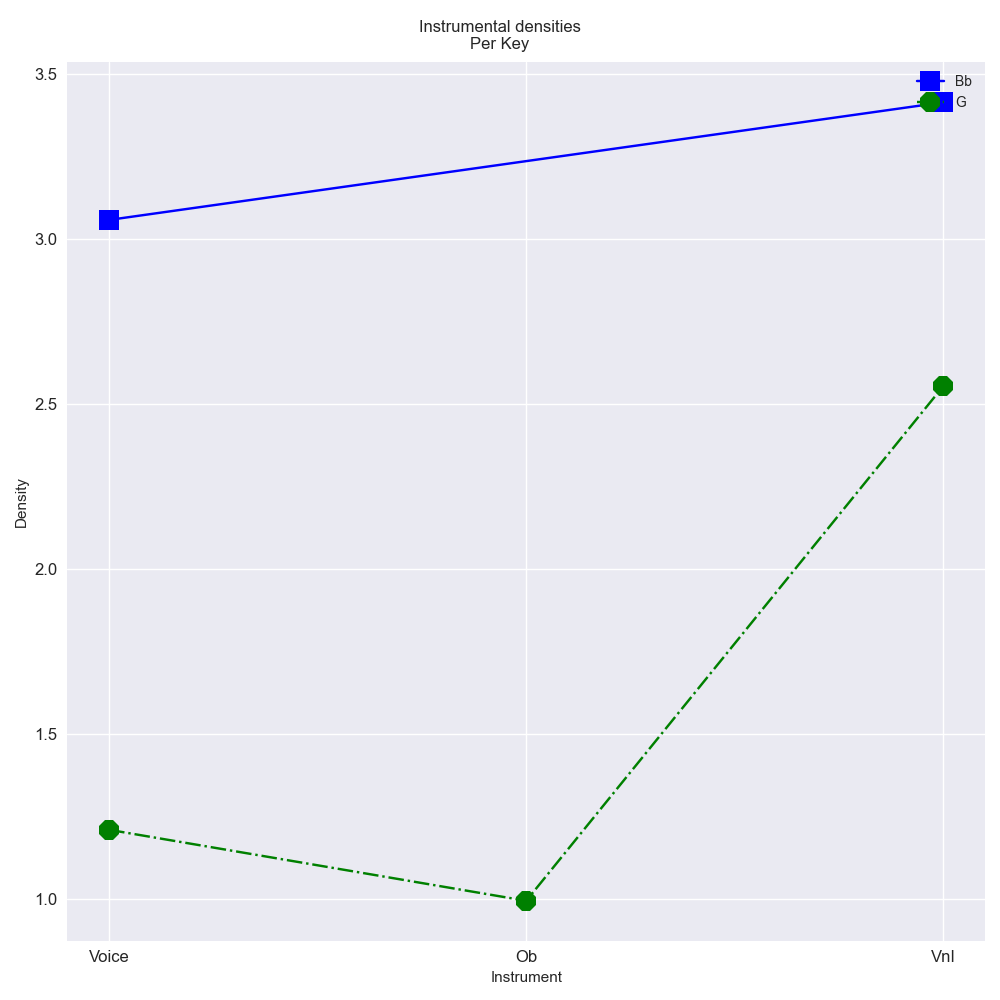 Instrumental densities
Per Key
3.5
3.0
2.5
2.0
1.5
1.0
Density
Bb
G
Voice
Ob
VnI
Instrument